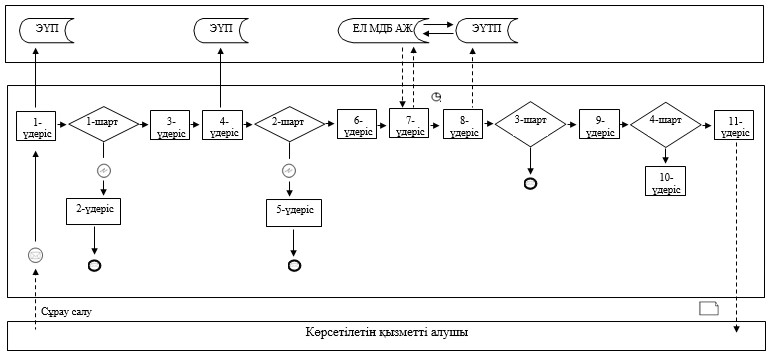 ЭҮП
ЭҮП
ЕЛ МДБ АЖ
ЭҮТП
1-
үдеріс
1-шарт
3-
үдеріс
4-
үдеріс
2-шарт
6-
үдеріс
7-
үдеріс
8-
үдеріс
3-шарт
9-
үдеріс
4-шарт
11-
үдеріс
2-үдеріс
5-үдеріс
10-
үдеріс
Сұрау салу
Көрсетілетін қызметті алушы